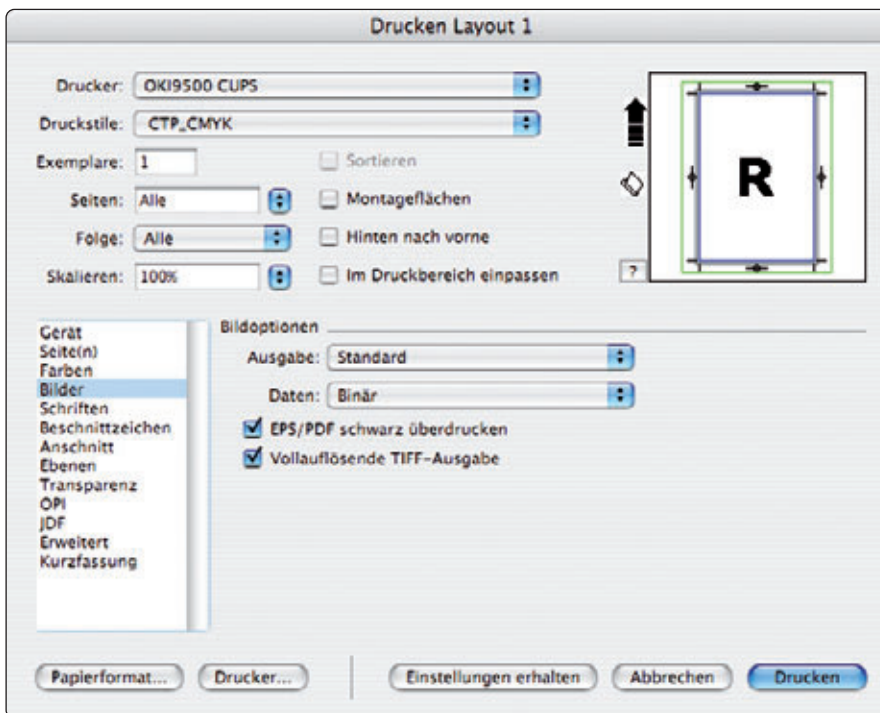 Drucken Layout 1
Drucker: OKI9500 CUPS
Druckstile: CTP_CMYK
Exemplare: 1 Sortieren
Seiten: Alle Montageflächen
Folge: Alle Hinten nach vorne
Skalieren: 100% Im Druckbereich einpassen
R
?
Gerät
Seite(n)
Farben
Bilder
Schriften
Beschnittzeichen
Anschnitt
Ebenen
Transparenz
OPI
JDF
Erweitert
Kurzfassung
Bildoptionen
Ausgabe: Standard
Daten: Binär
EPS/PDF schwarz überdrucken
Vollauflösende TIFF-Ausgabe
Papierformat... Drucker... Einstellungen erhalten Abbrechen Drucken